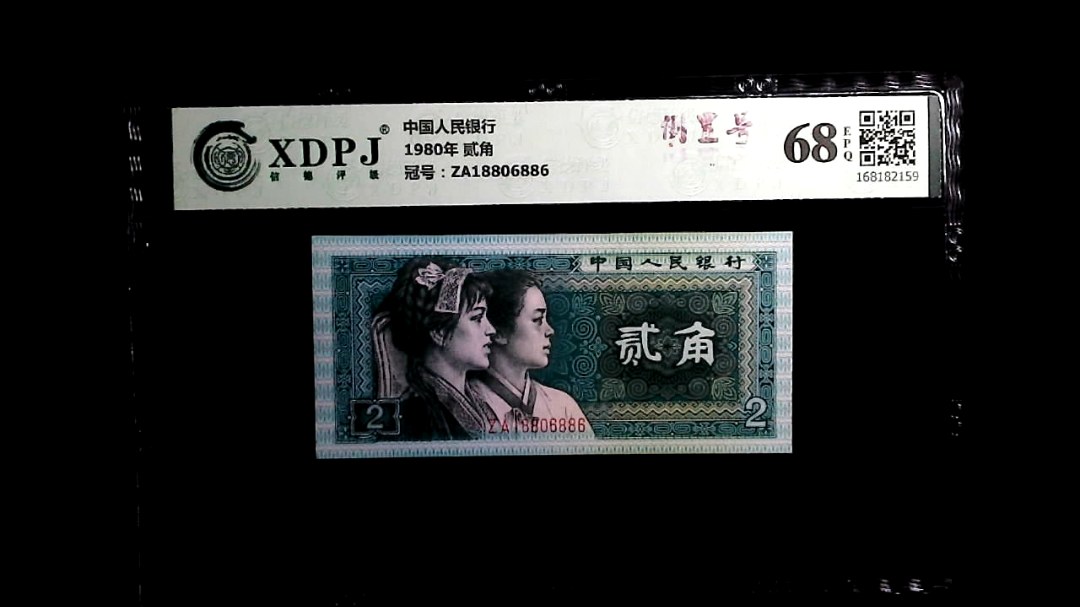 XDPJ®
信德评级
中国人民银行
1980年 贰角
冠号：ZA18806886
倒置号
68
EPQ
168182159
中国人民银行
贰角
2
ZA18806886
2